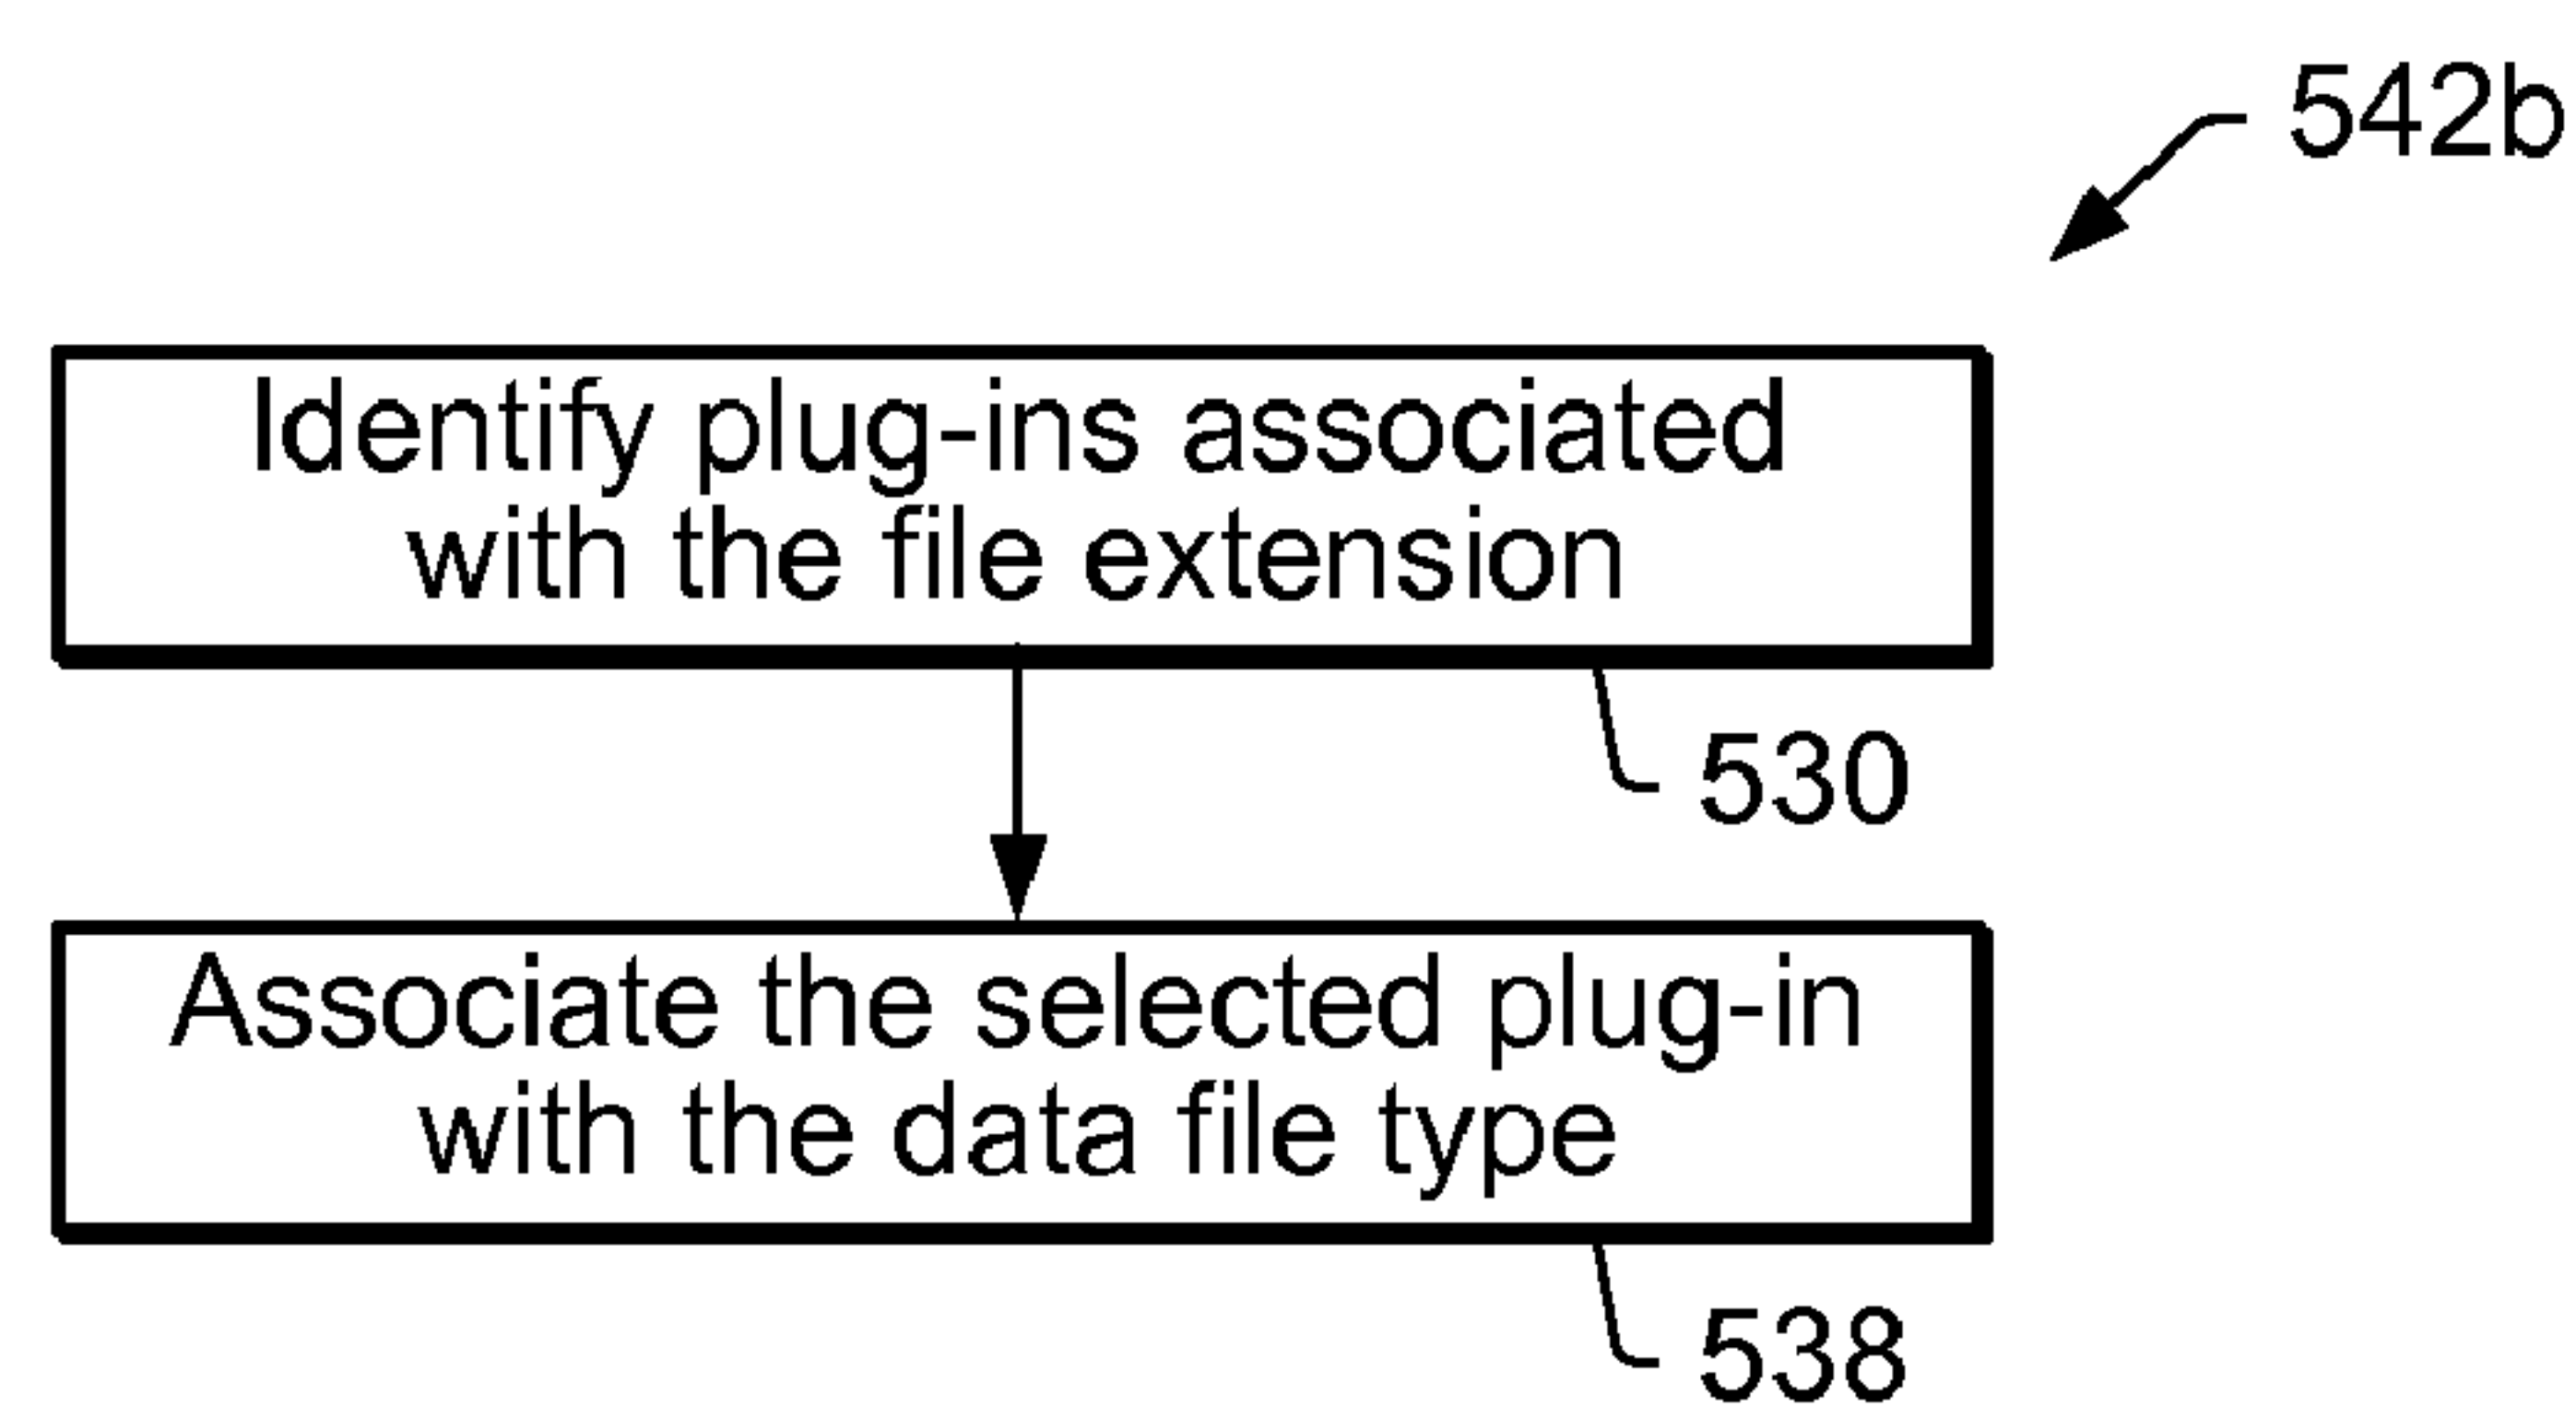 542b
Identify plug-ins associated
with the file extension
530
Associate the selected plug-in
with the data file type
538